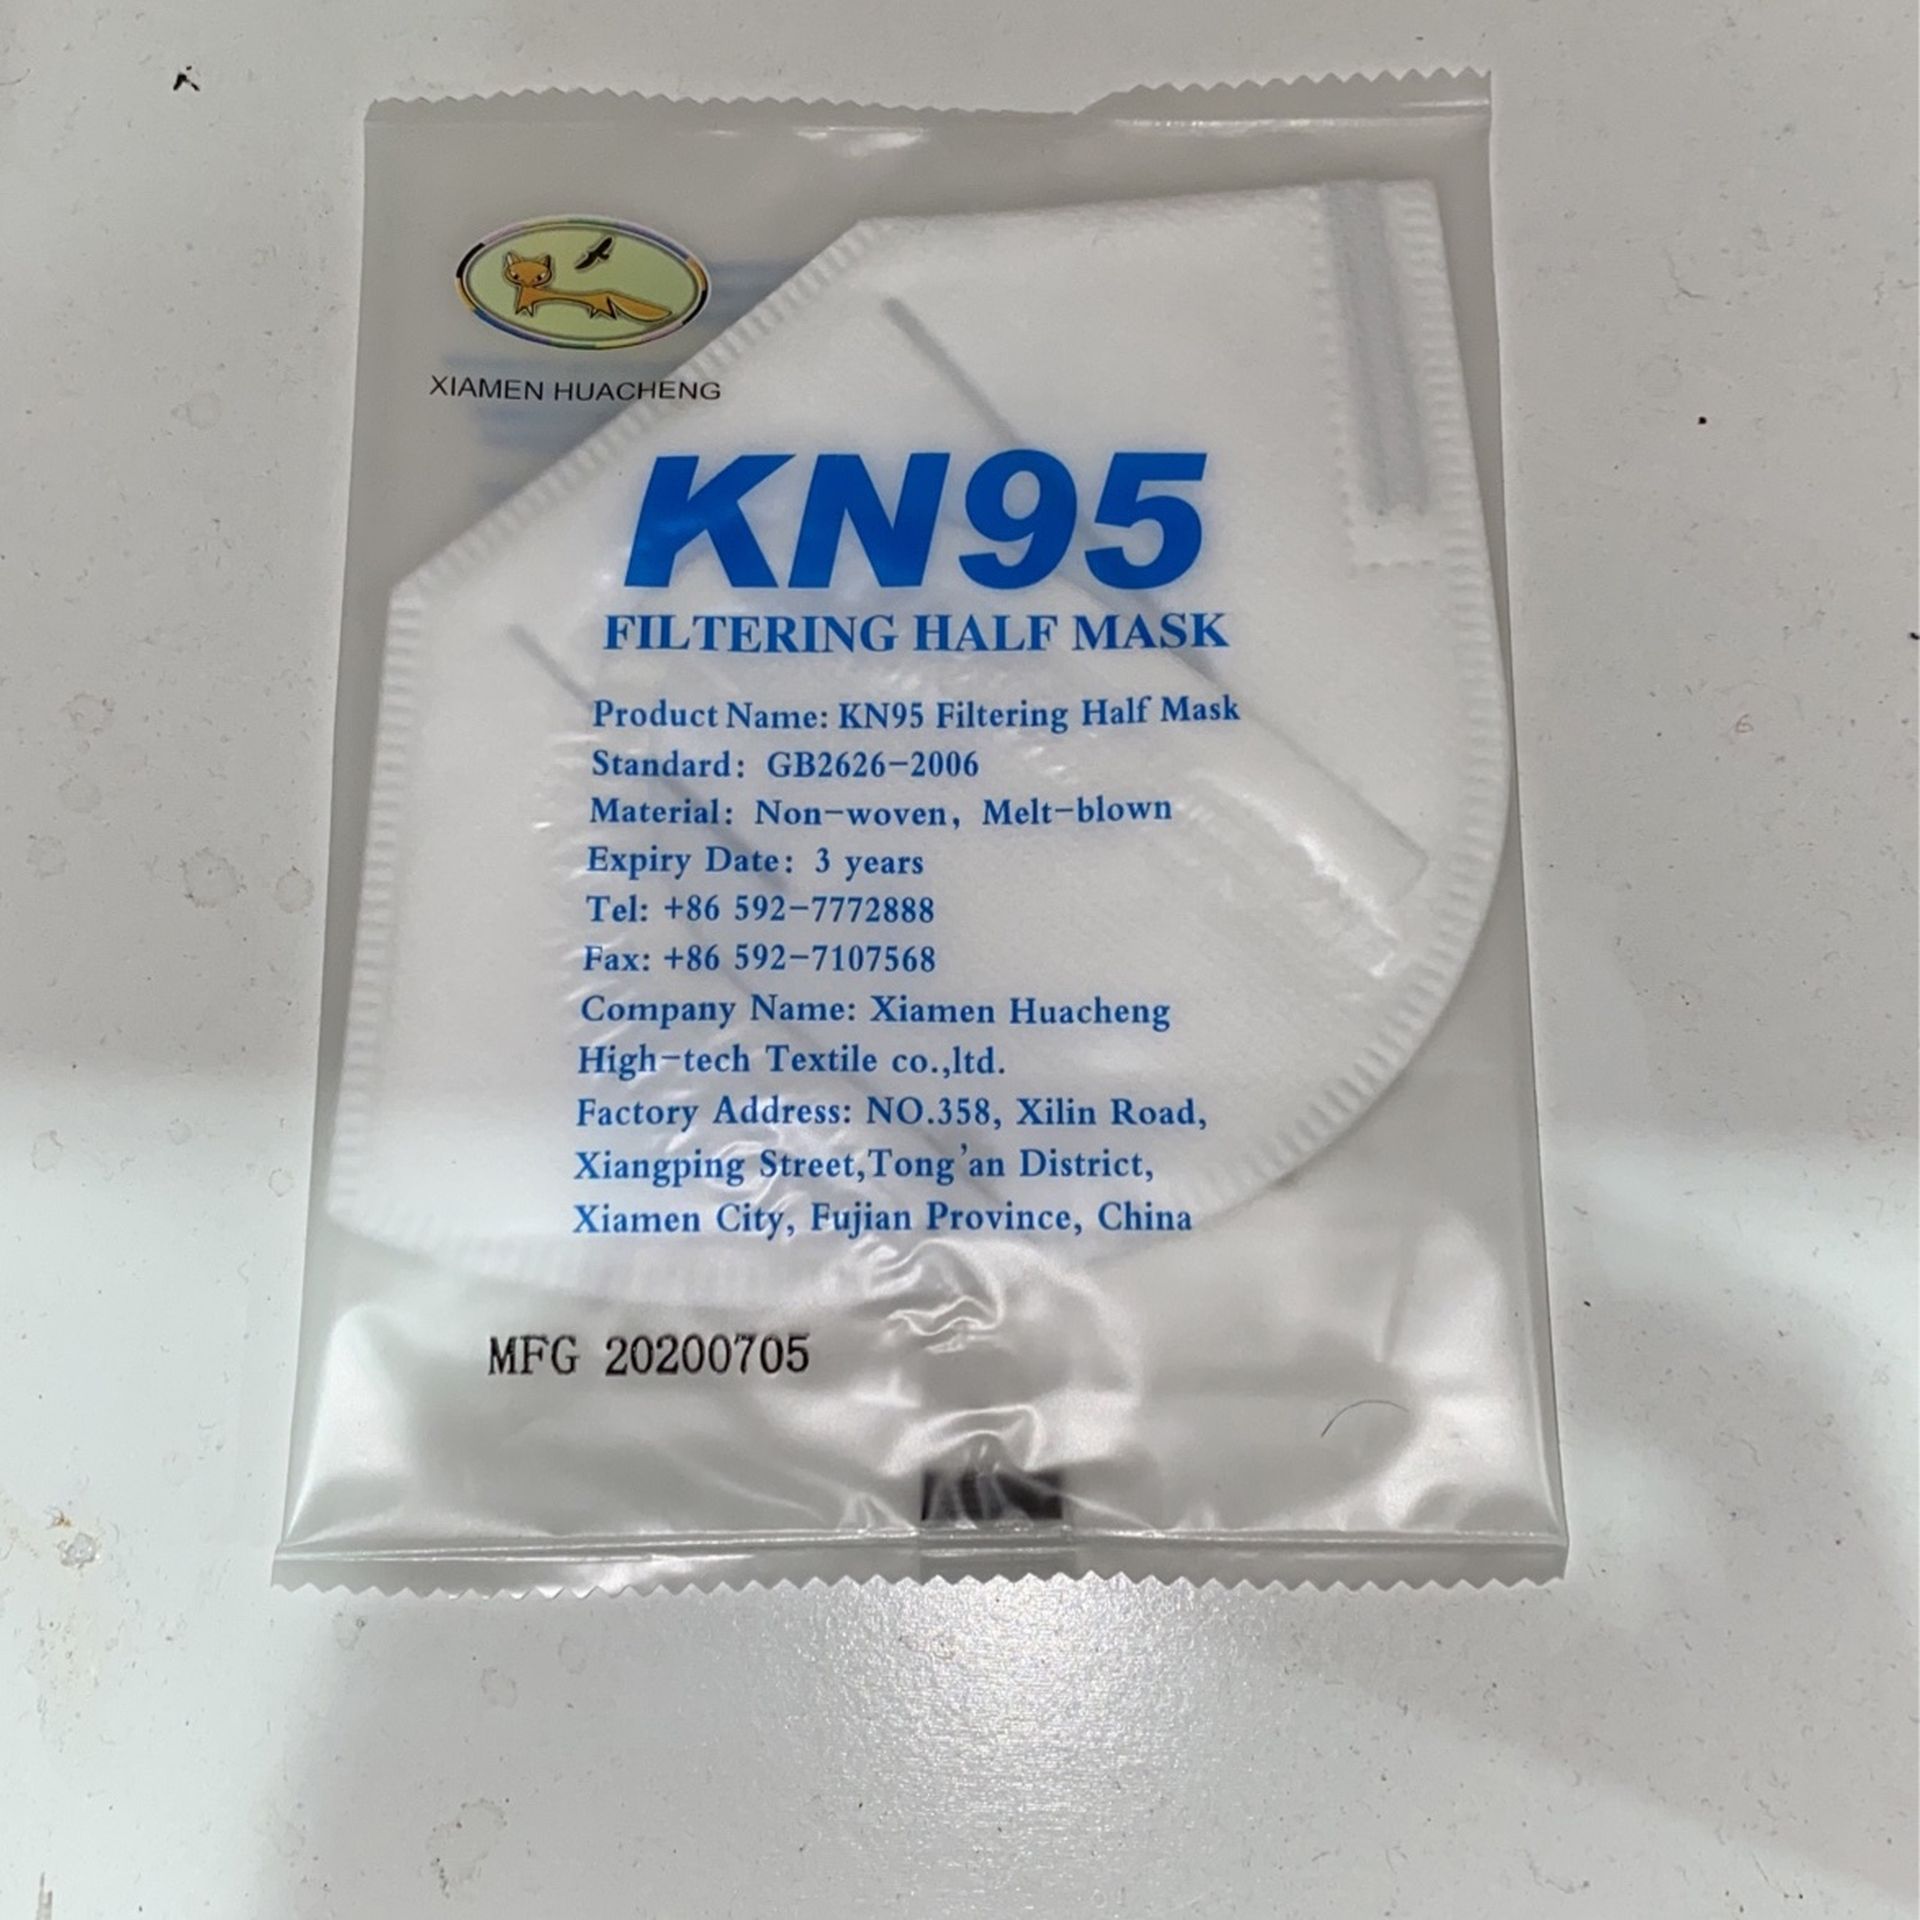 XIAMEN HUACHENG
KN95
FILTERING HALF MASK
Product Name: KN95 Filtering Half Mask
Standard: GB2626-2006
Material: Non-woven, Melt-blown
Expiry Date: 3 years
Tel: +86 592-7772888
Fax: +86 592-7107568
Company Name: Xiamen Huacheng
High-tech Textile co.,ltd.
Factory Address: NO.358, Xilin Road,
Xiangping Street,Tong'an District,
Xiamen City, Fujian Province, China
MFG 20200705